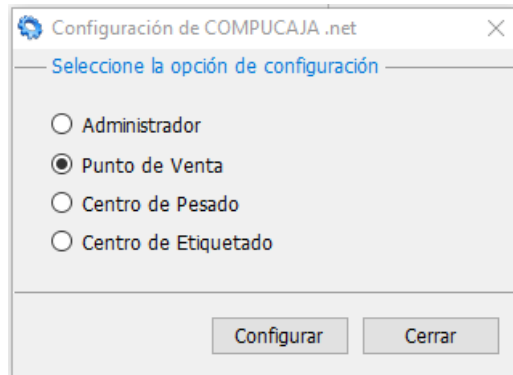 Configuración de COMPUCAJA .net
Seleccione la opción de configuración
Administrador
Punto de Venta
Centro de Pesado
Centro de Etiquetado
Configurar Cerrar